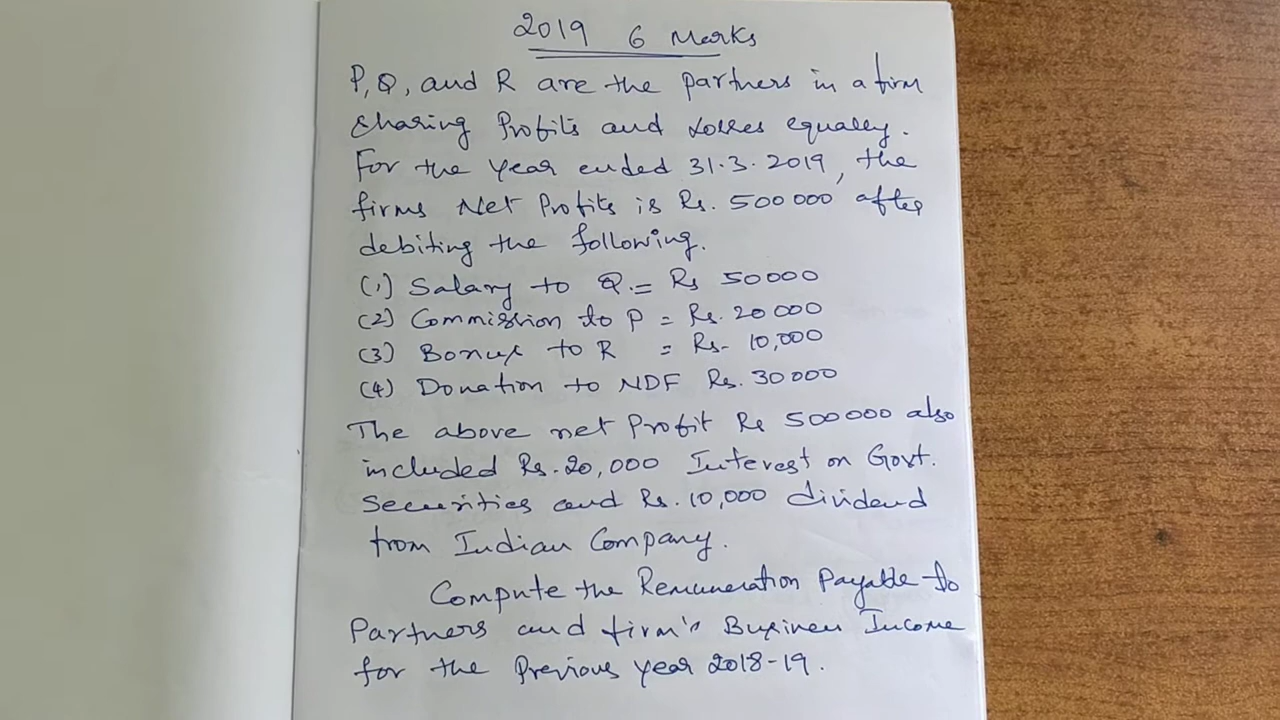 2019 6 Marks
P, Q, and R are the partners in a firm
sharing Profits and Losses equally.
For the year ended 31.3.2019, the
firms Net Profits is Rs. 500000 after
debiting the following.
(1) Salary to Q. = Rs 50000
(2) Commission to P = Rs. 20000
(3) Bonus to R = Rs. 10,000
(4) Donation to NDF Rs. 30000
The above net Profit Rs 500000 also
included Rs. 20,000 Interest on Govt.
Securities and Rs. 10,000 dividend
from Indian Company.
Compute the Remuneration Payable to
Partners and firm's Business Income
for the Previous year 2018-19.